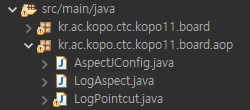 src/main/java
kr.ac.kopo.ctc.kopo11.board
kr.ac.kopo.ctc.kopo11.board.aop
AspectJConfig.java
LogAspect.java
LogPointcut.java